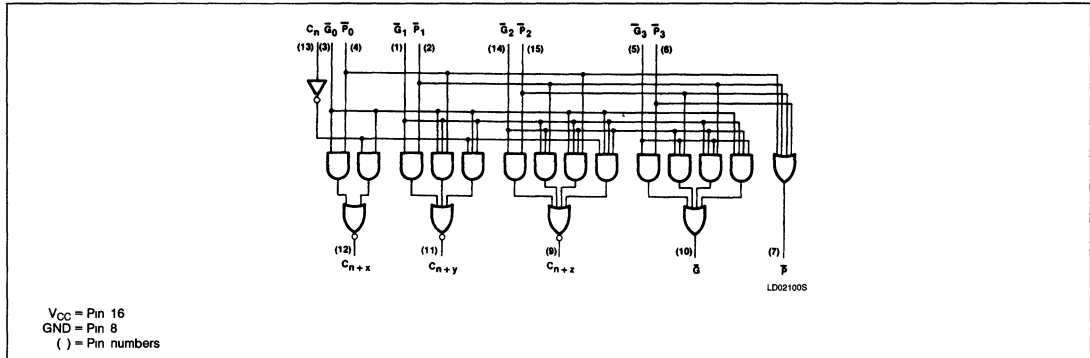 Cn G̅0 P̅0 G̅1 P̅1 G̅2 P̅2 G̅3 P̅3
(13) (3) (4) (1) (2) (14) (15) (5) (6)
(12) (11) (9) (10) (7)
Cn+x Cn+y Cn+z G̅ P̅
LD02100S
VCC = Pin 16
GND = Pin 8
( ) = Pin numbers